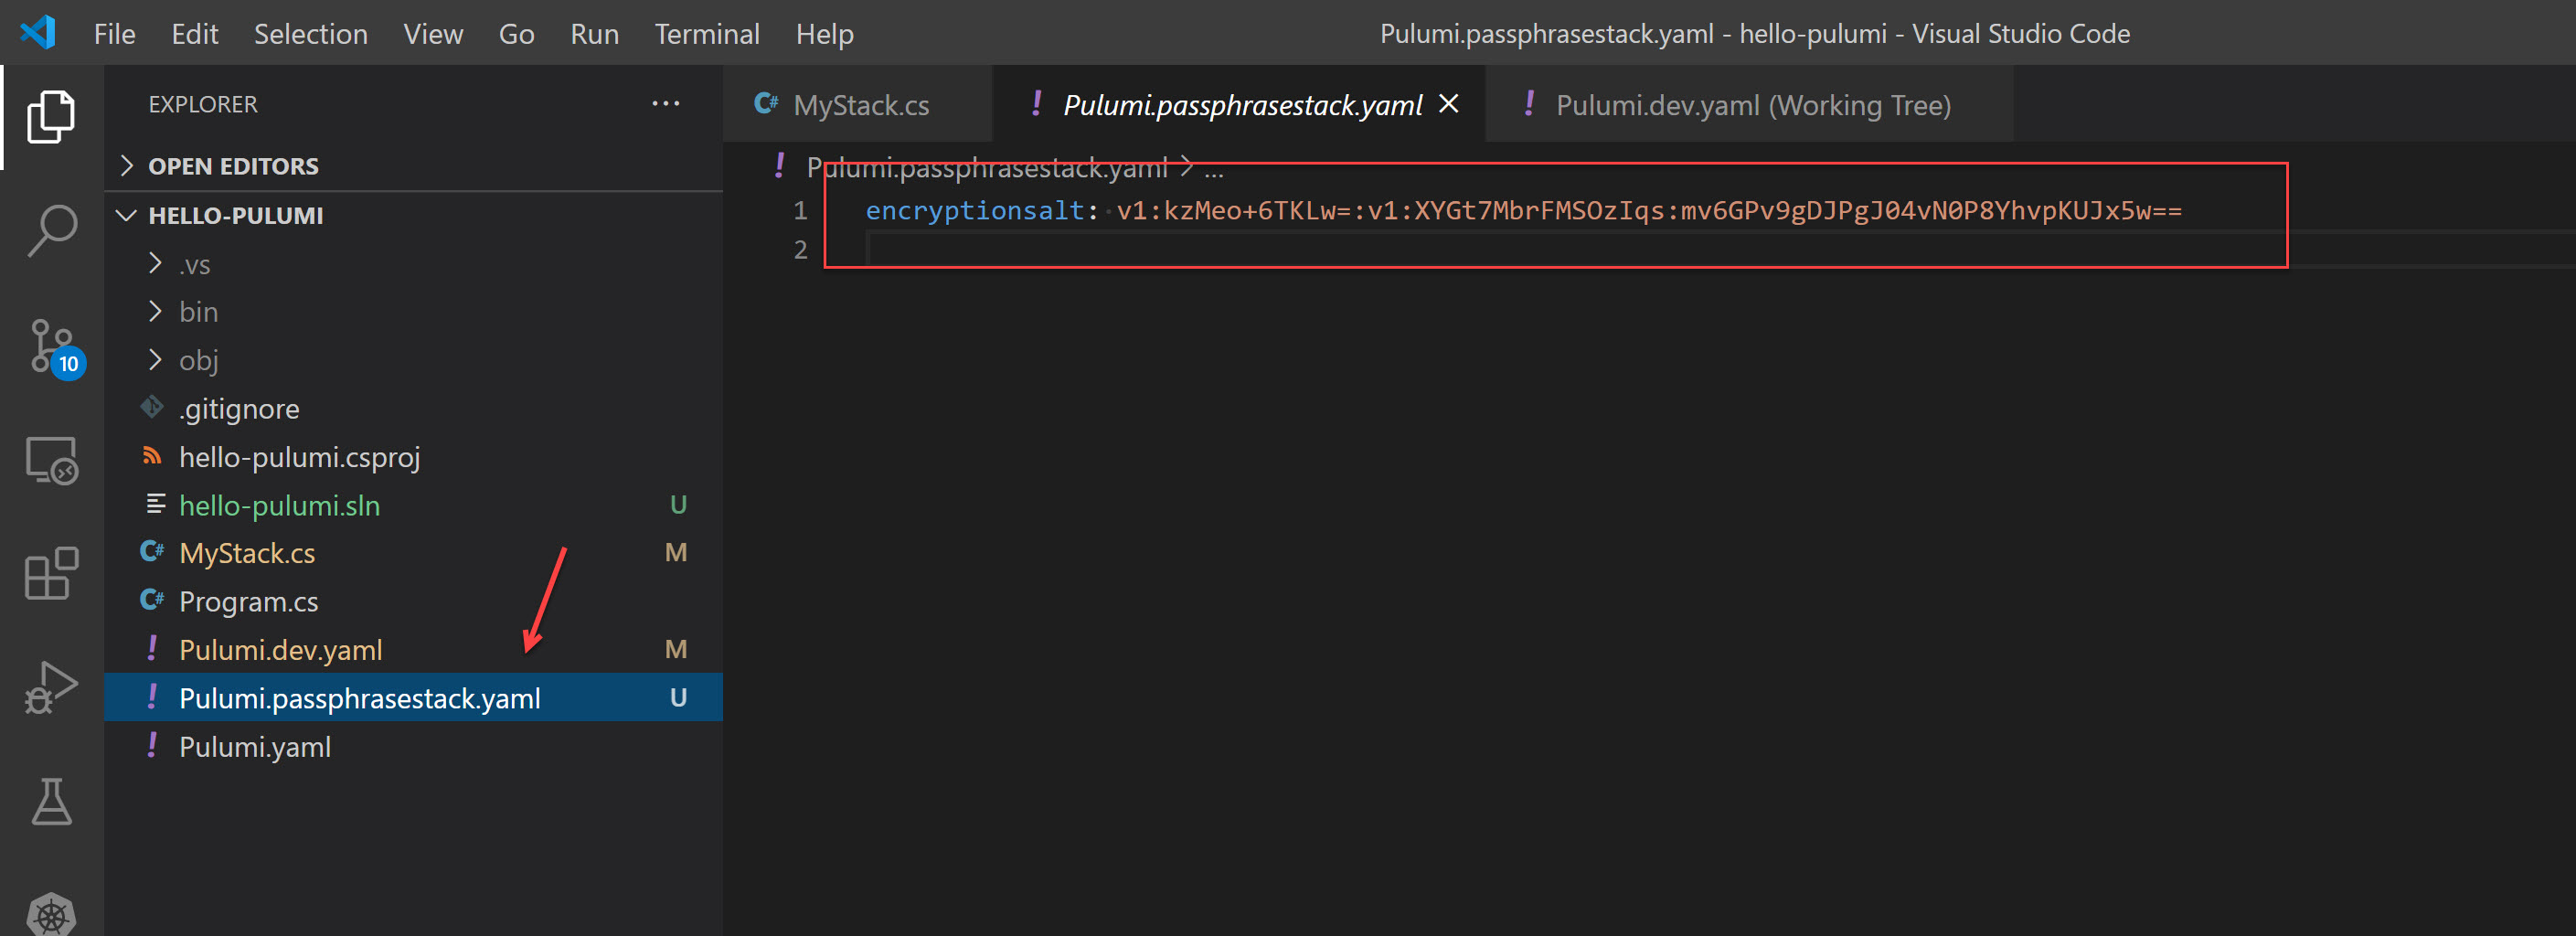 File Edit Selection View Go Run Terminal Help Pulumi.passphrasestack.yaml - hello-pulumi - Visual Studio Code
EXPLORER ...
OPEN EDITORS
HELLO-PULUMI
.vs
bin
obj
.gitignore
hello-pulumi.csproj
hello-pulumi.sln U
C# MyStack.cs M
C# Program.cs
! Pulumi.dev.yaml M
! Pulumi.passphrasestack.yaml U
! Pulumi.yaml
10
C# MyStack.cs ! Pulumi.passphrasestack.yaml ! Pulumi.dev.yaml (Working Tree)
! Pulumi.passphrasestack.yaml > ...
1 encryptionsalt: v1:kzMeo+6TKLw=:v1:XYGt7MbrFMSOzIqs:mv6GPv9gDJPgJ04vN0P8YhvpKUJx5w==
2